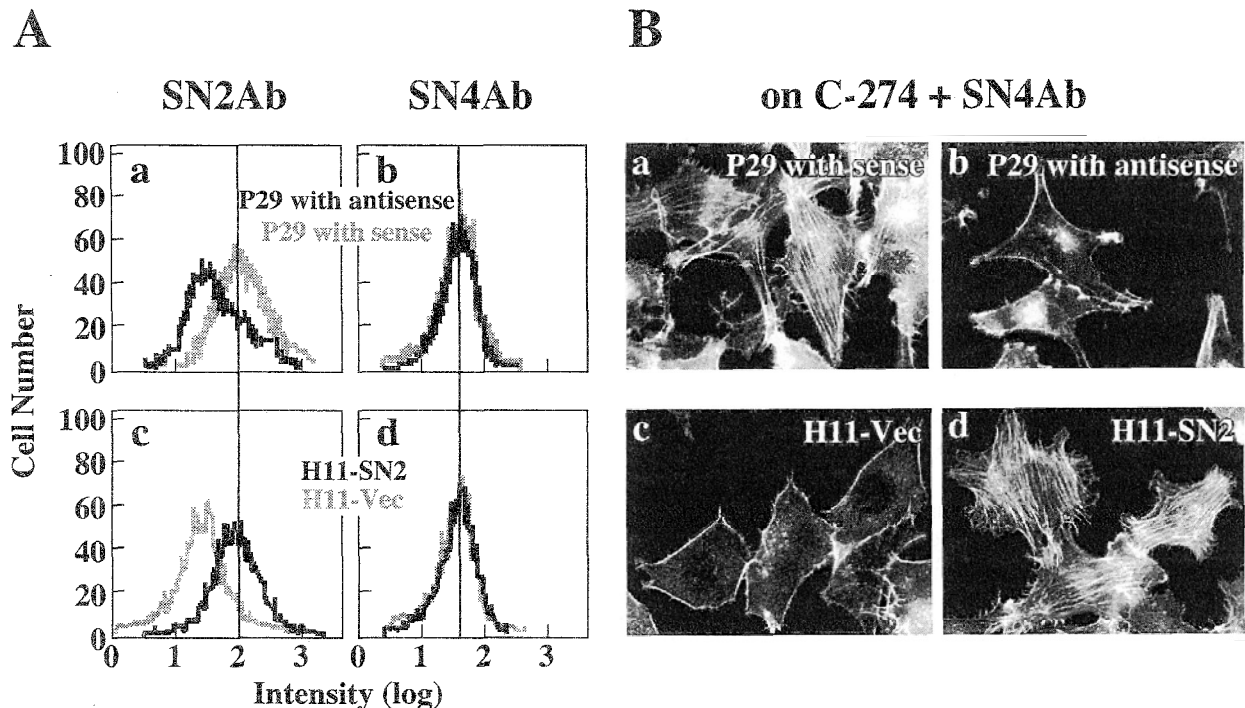 A
B
SN2Ab
SN4Ab
on C-274 + SN4Ab
100
80
60
40
20
0
a
b
P29 with antisense
P29 with sense
100
80
60
40
20
0
c
d
H11-SN2
H11-Vec
0
1
2
3
0
1
2
3
Cell Number
Intensity (log)
a
P29 with sense
b
P29 with antisense
c
H11-Vec
d
H11-SN2